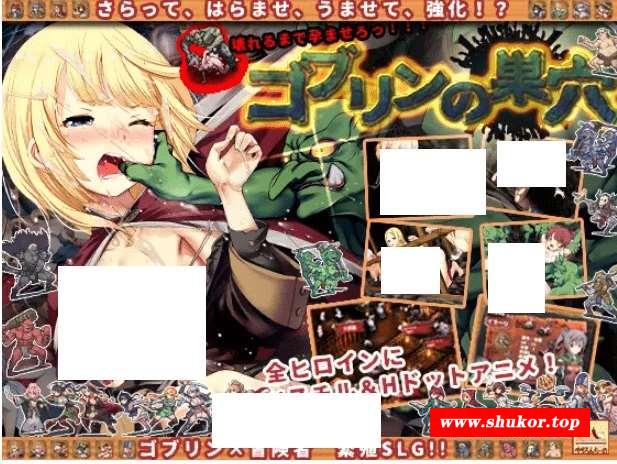 さらって、はらませ、うませて、強化！？
壊れるまで孕ませろっ！！！
ゴブリンの巣穴
全ヒロインに
スチル&Hドットアニメ！
www.shukor.top
ゴブリン×冒険者 繁殖SLG!!